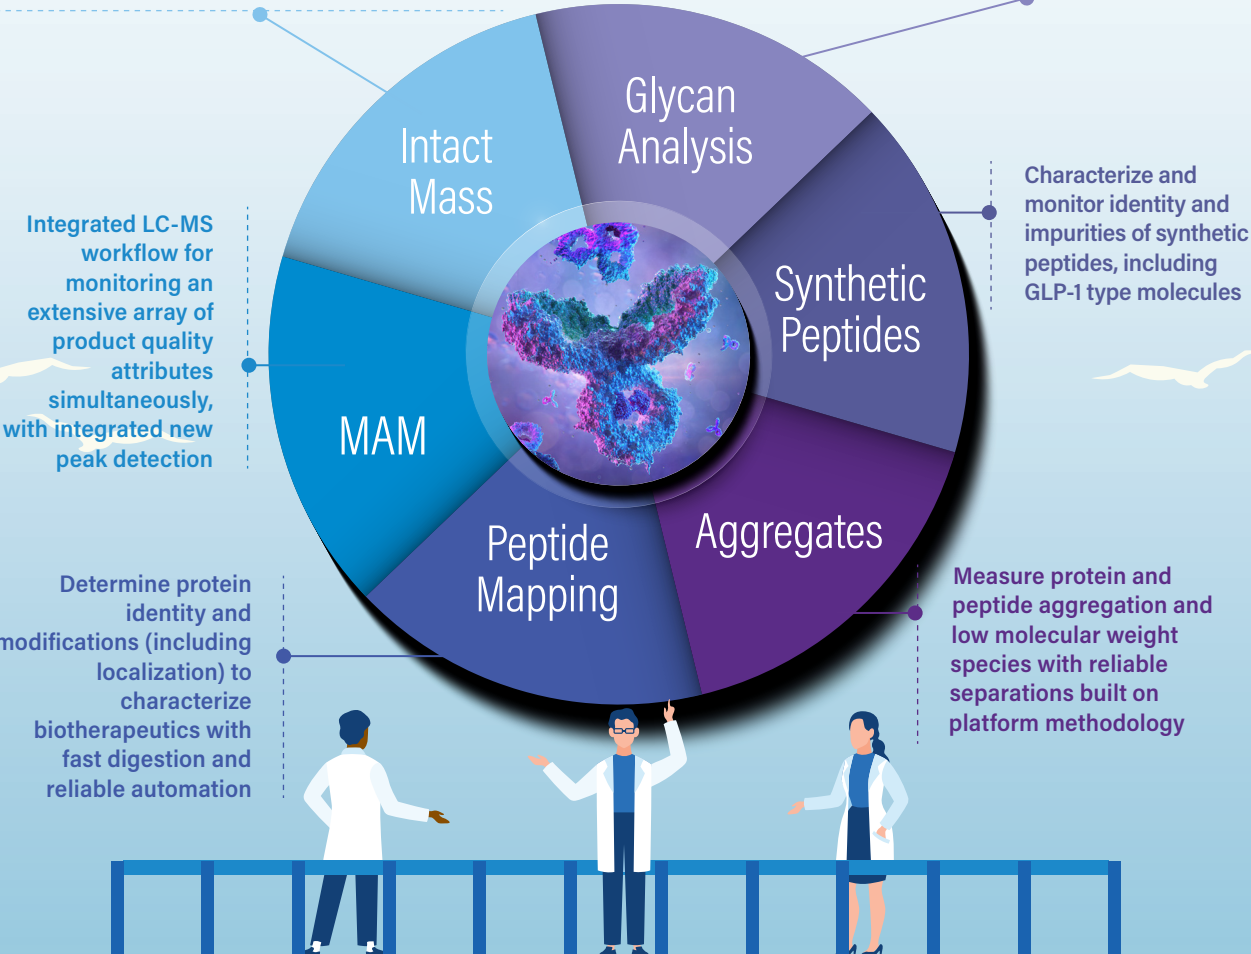 Intact
Mass
Glycan
Analysis
Synthetic
Peptides
Aggregates
Peptide
Mapping
MAM
Integrated LC-MS
workflow for
monitoring an
extensive array of
product quality
attributes
simultaneously,
with integrated new
peak detection
Determine protein
identity and
modifications (including
localization) to
characterize
biotherapeutics with
fast digestion and
reliable automation
Characterize and
monitor identity and
impurities of synthetic
peptides, including
GLP-1 type molecules
Measure protein and
peptide aggregation and
low molecular weight
species with reliable
separations built on
platform methodology